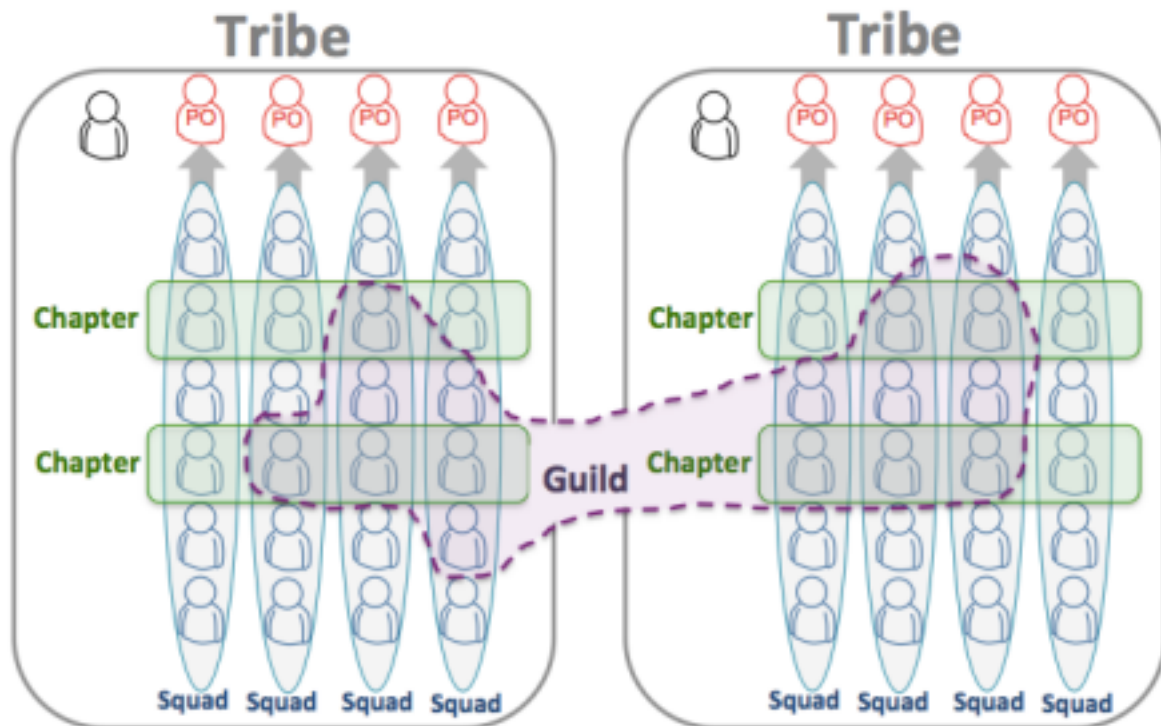 Tribe Tribe
PO PO PO PO PO PO PO PO
Chapter Chapter
Chapter Guild Chapter
Squad Squad Squad Squad Squad Squad Squad Squad